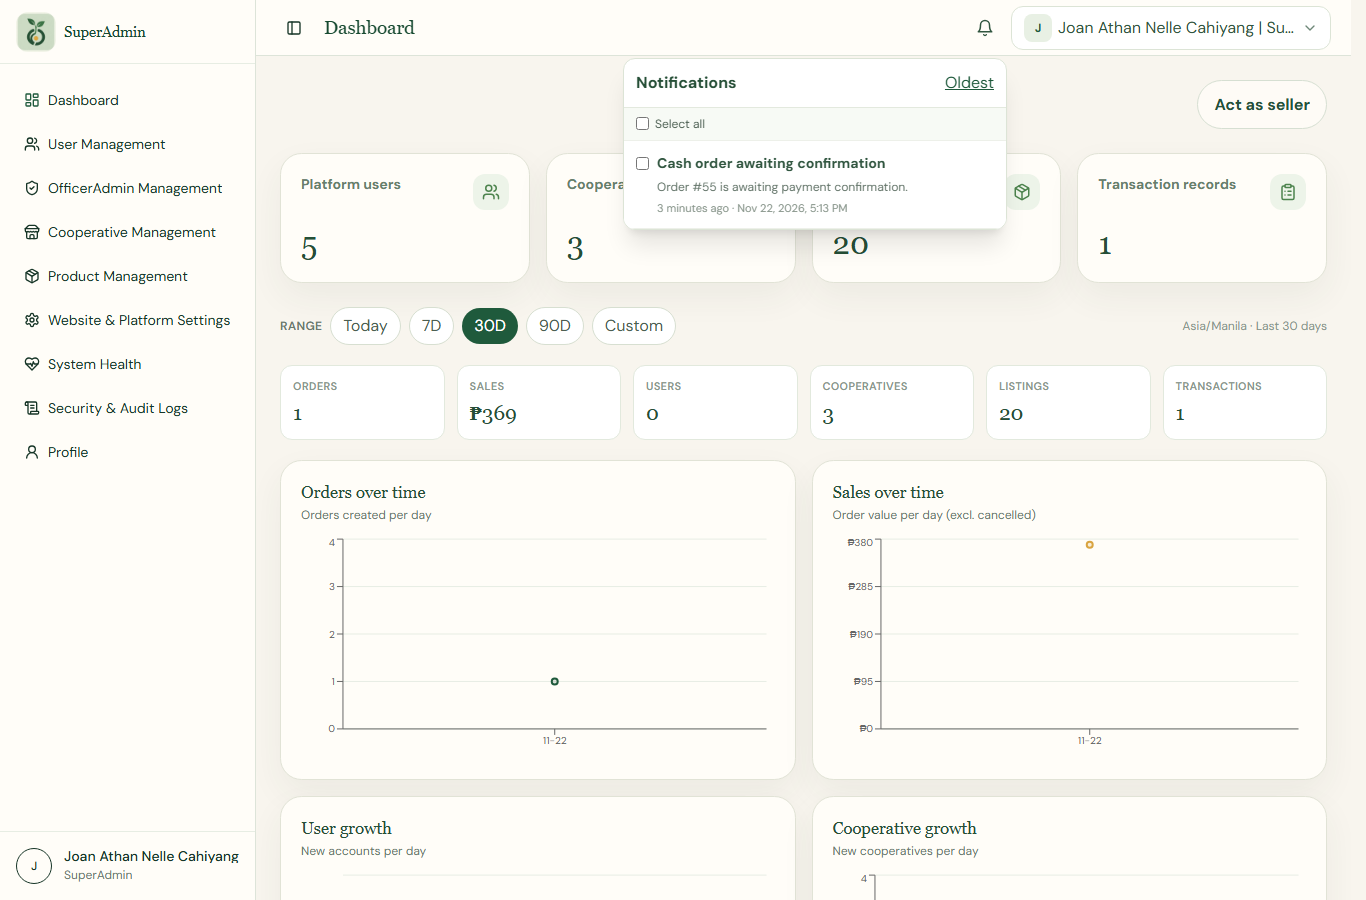 SuperAdmin
Dashboard
User Management
OfficerAdmin Management
Cooperative Management
Product Management
Website & Platform Settings
System Health
Security & Audit Logs
Profile
J
Joan Athan Nelle Cahiyang
SuperAdmin
Dashboard
J
Joan Athan Nelle Cahiyang | Su...
Notifications
Oldest
Select all
Cash order awaiting confirmation
Order #55 is awaiting payment confirmation.
3 minutes ago · Nov 22, 2026, 5:13 PM
Act as seller
Platform users
5
Coopera
3
20
Transaction records
1
RANGE
Today
7D
30D
90D
Custom
Asia/Manila · Last 30 days
ORDERS
1
SALES
₱369
USERS
0
COOPERATIVES
3
LISTINGS
20
TRANSACTIONS
1
Orders over time
Orders created per day
4
3
2
1
0
11-22
Sales over time
Order value per day (excl. cancelled)
₱380
₱285
₱190
₱95
₱0
11-22
User growth
New accounts per day
Cooperative growth
New cooperatives per day
4